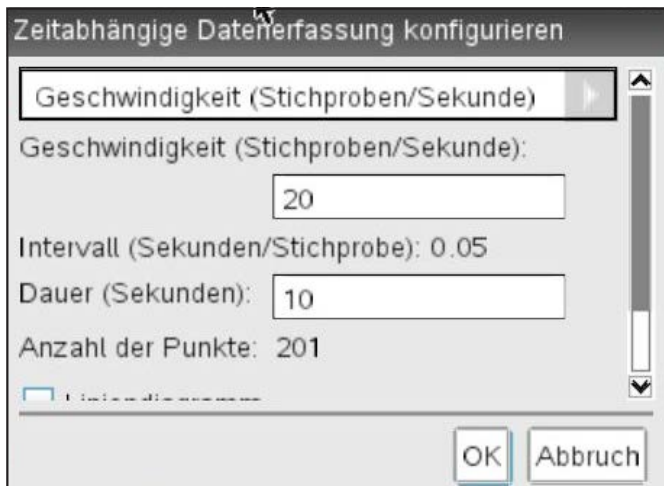 Zeitabhängige Datenerfassung konfigurieren
Geschwindigkeit (Stichproben/Sekunde)
Geschwindigkeit (Stichproben/Sekunde):
20
Intervall (Sekunden/Stichprobe): 0.05
Dauer (Sekunden): 10
Anzahl der Punkte: 201
Liniendiagramm
OK Abbruch